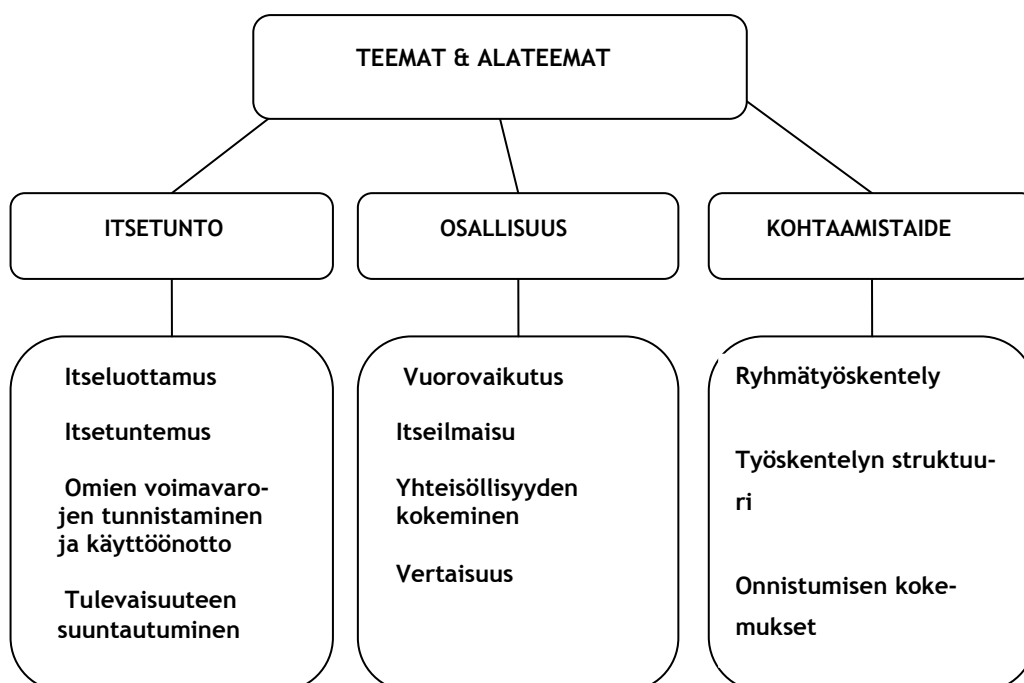 TEEMAT & ALATEEMAT
ITSETUNTO
OSALLISUUS
KOHTAAMISTAIDE
Itseluottamus
Itsetuntemus
Omien voimavaro-
jen tunnistaminen
ja käyttöönotto
Tulevaisuuteen
suuntautuminen
Vuorovaikutus
Itseilmaisu
Yhteisöllisyyden
kokeminen
Vertaisuus
Ryhmätyöskentely
Työskentelyn struktuu-
ri
Onnistumisen koke-
mukset